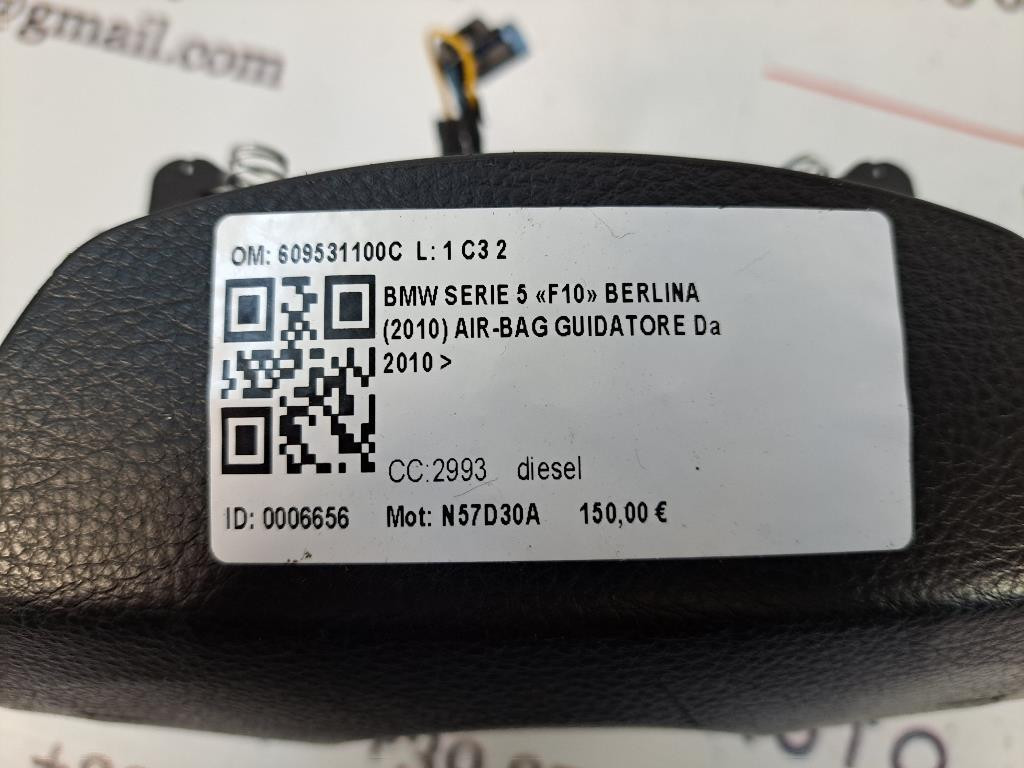 @gmail.com
OM: 609531100C L: 1 C3 2
BMW SERIE 5 «F10» BERLINA
(2010) AIR-BAG GUIDATORE Da
2010 >
CC:2993 diesel
ID: 0006656 Mot: N57D30A 150,00 €